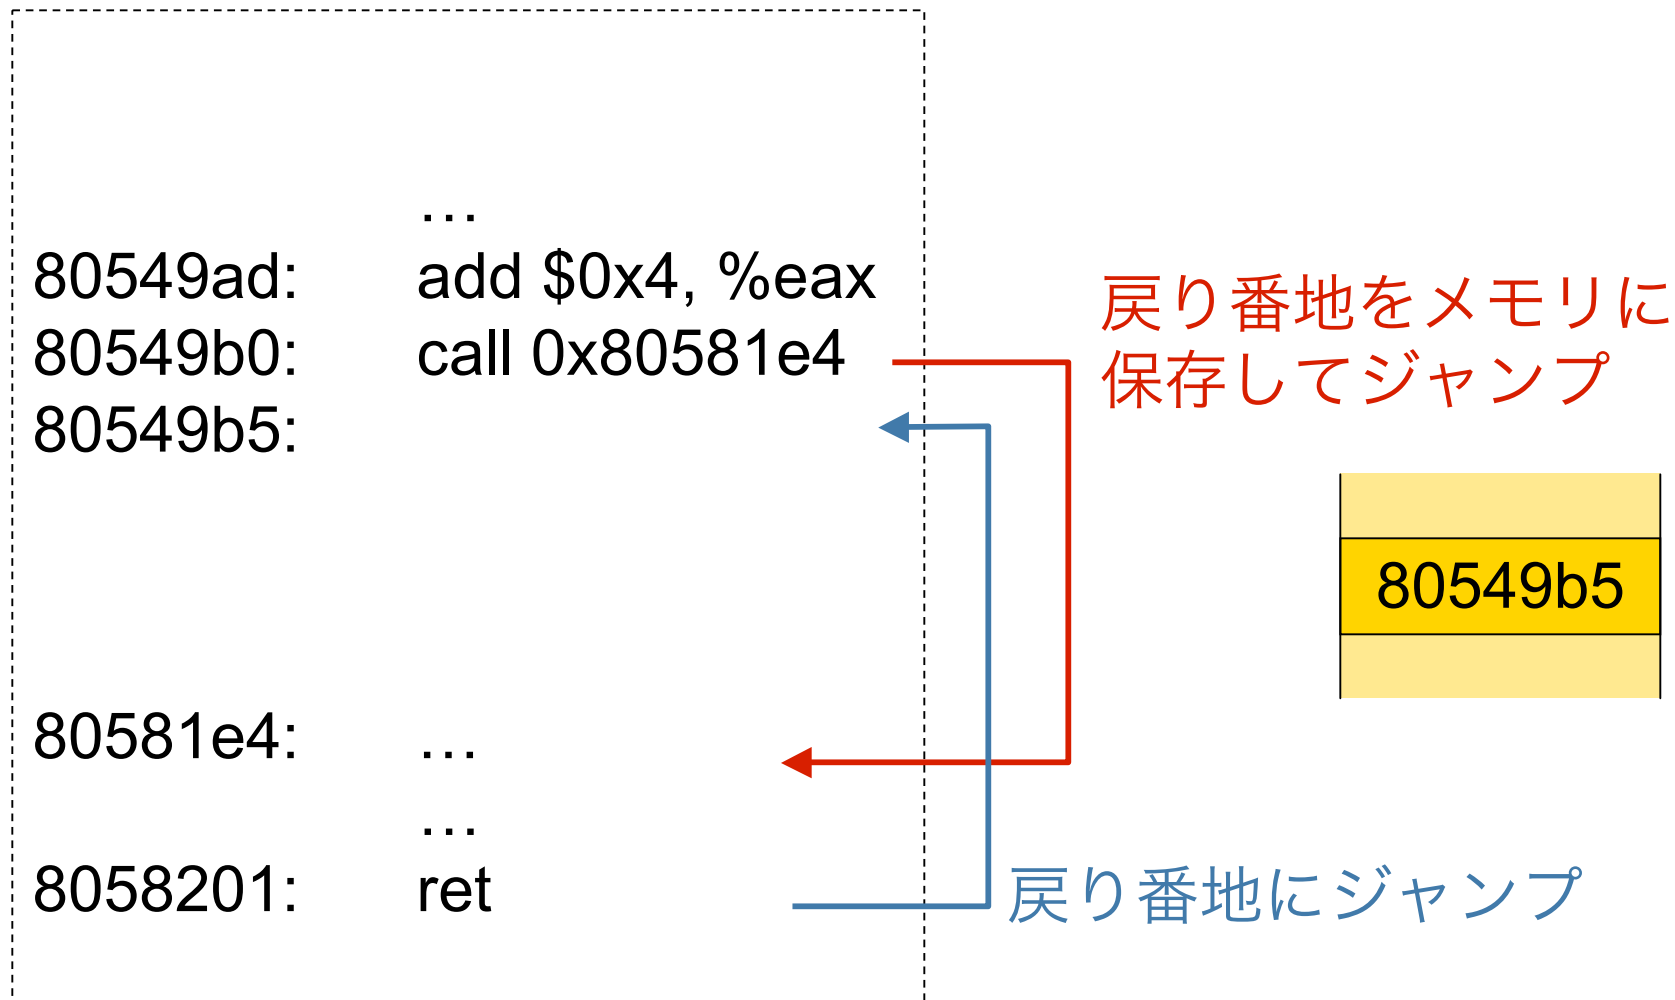 …
80549ad: add $0x4, %eax
80549b0: call 0x80581e4
80549b5:
80581e4: …
…
8058201: ret
戻り番地をメモリに
保存してジャンプ
80549b5
戻り番地にジャンプ